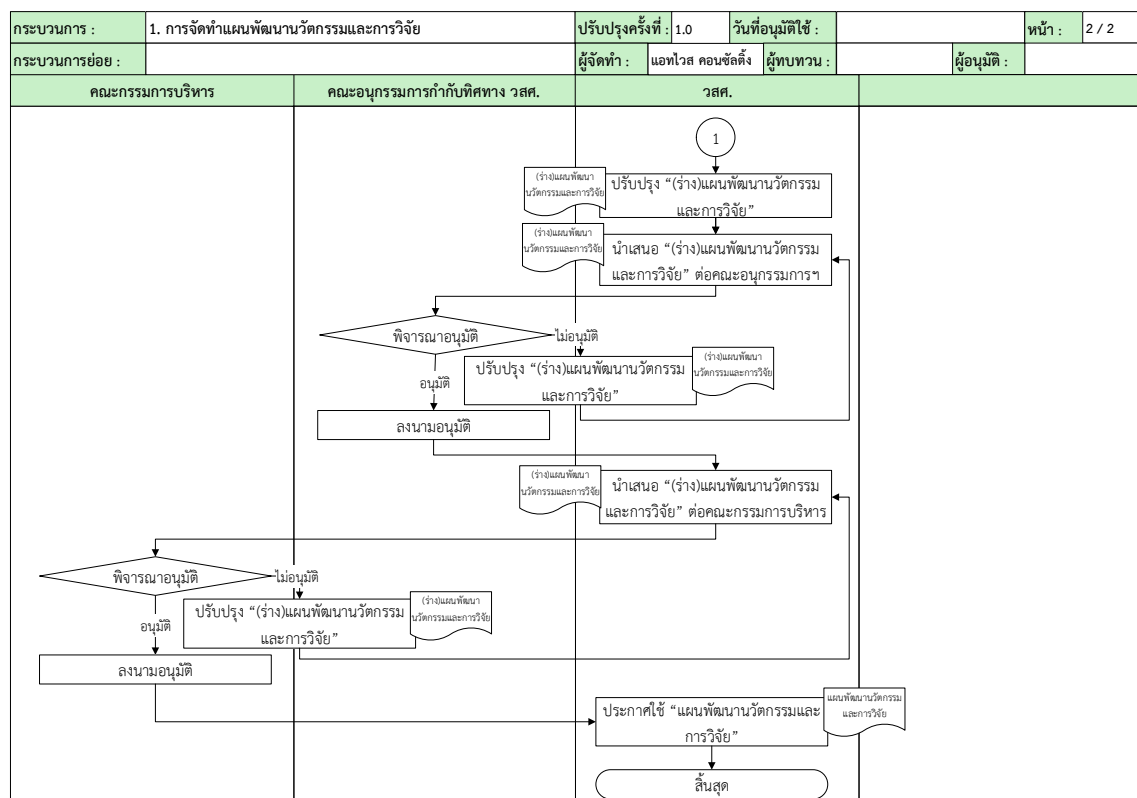 กระบวนการ : 1. การจัดทำแผนพัฒนานวัตกรรมและการวิจัย ปรับปรุงครั้งที่ : 1.0 วันที่อนุมัติใช้ : หน้า : 2 / 2
กระบวนการย่อย : ผู้จัดทำ : แอทไวส คอนซัลติ้ง ผู้ทบทวน : ผู้อนุมัติ :
คณะกรรมการบริหาร คณะอนุกรรมการกำกับทิศทาง วสศ. วสศ.
1
(ร่าง)แผนพัฒนา
นวัตกรรมและการวิจัย
ปรับปรุง “(ร่าง)แผนพัฒนานวัตกรรม
และการวิจัย”
(ร่าง)แผนพัฒนา
นวัตกรรมและการวิจัย
นำเสนอ “(ร่าง)แผนพัฒนานวัตกรรม
และการวิจัย” ต่อคณะอนุกรรมการฯ
พิจารณาอนุมัติ
ไม่อนุมัติ
อนุมัติ
ปรับปรุง “(ร่าง)แผนพัฒนานวัตกรรม
และการวิจัย”
(ร่าง)แผนพัฒนา
นวัตกรรมและการวิจัย
ลงนามอนุมัติ
(ร่าง)แผนพัฒนา
นวัตกรรมและการวิจัย
นำเสนอ “(ร่าง)แผนพัฒนานวัตกรรม
และการวิจัย” ต่อคณะกรรมการบริหาร
พิจารณาอนุมัติ
ไม่อนุมัติ
อนุมัติ
ปรับปรุง “(ร่าง)แผนพัฒนานวัตกรรม
และการวิจัย”
(ร่าง)แผนพัฒนา
นวัตกรรมและการวิจัย
ลงนามอนุมัติ
ประกาศใช้ “แผนพัฒนานวัตกรรมและ
การวิจัย”
แผนพัฒนานวัตกรรม
และการวิจัย
สิ้นสุด